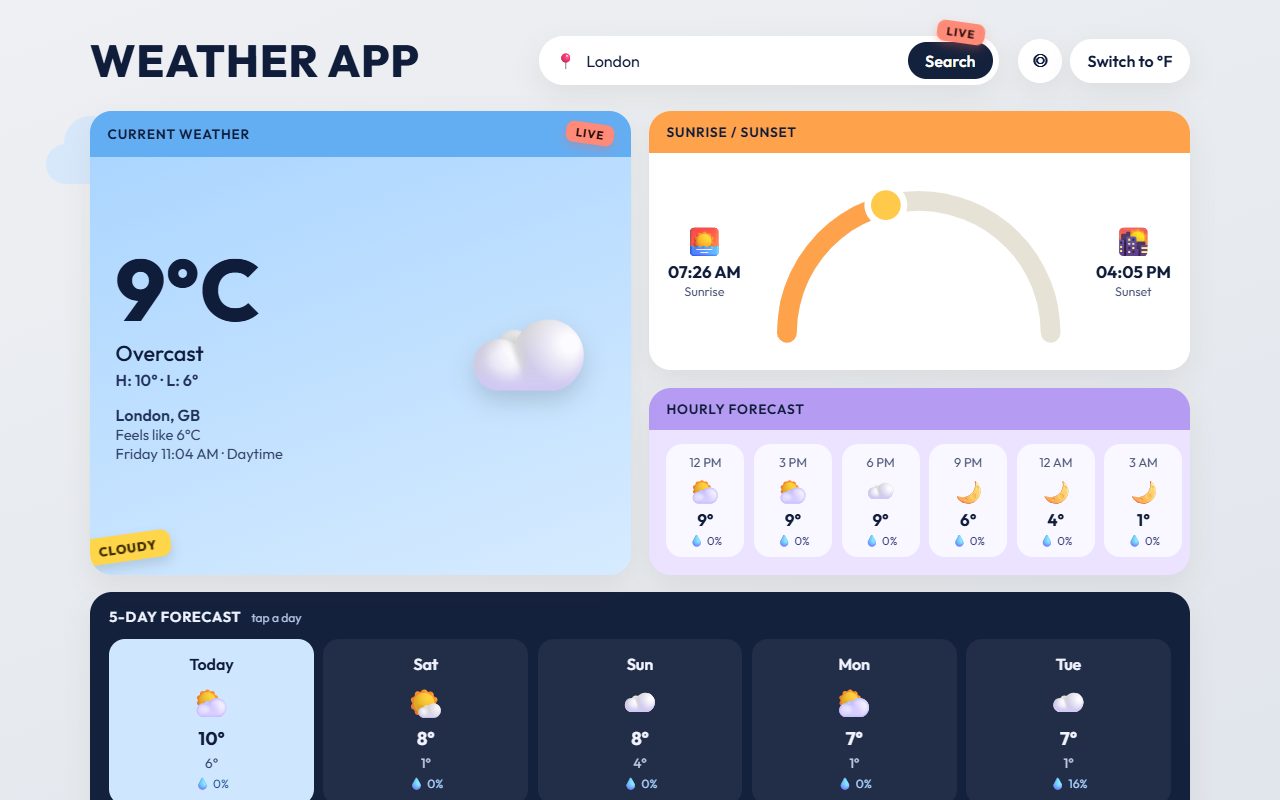 WEATHER APP
London
Search
LIVE
Switch to °F
CURRENT WEATHER
LIVE
9°C
Overcast
H: 10° · L: 6°
London, GB
Feels like 6°C
Friday 11:04 AM · Daytime
CLOUDY
SUNRISE / SUNSET
07:26 AM
Sunrise
04:05 PM
Sunset
HOURLY FORECAST
12 PM 3 PM 6 PM 9 PM 12 AM 3 AM
9° 9° 9° 6° 4° 1°
0% 0% 0% 0% 0% 0%
5-DAY FORECAST tap a day
Today Sat Sun Mon Tue
10° 8° 8° 7° 7°
6° 1° 4° 1° 1°
0% 0% 0% 0% 16%